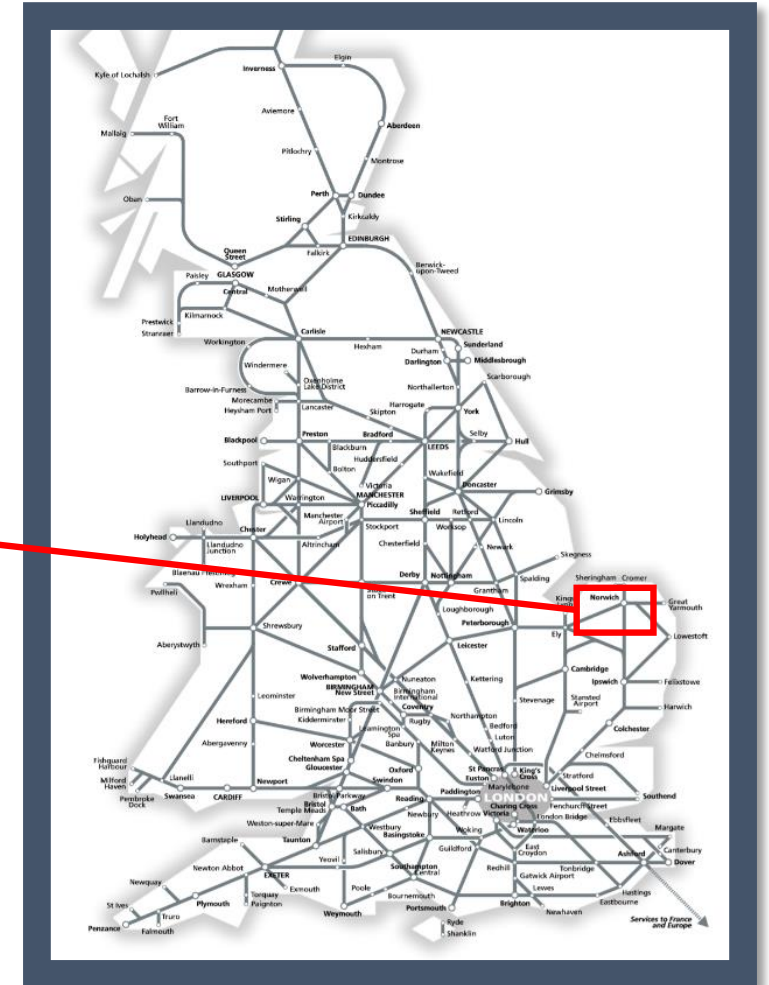 Elgin
Inverness
Kyle of Lochalsh
Aviemore
Fort
William
Mallaig
Aberdeen
Pitlochry
Montrose
Perth
Dundee
Oban
Stirling
Kirkcaldy
EDINBURGH
Queen
Street
Falkirk
Berwick-
upon-Tweed
Paisley
GLASGOW
Central
Motherwell
Prestwick
Kilmarnock
Stranraer
Carlisle
NEWCASTLE
Workington
Hexham
Durham
Sunderland
Darlington
Middlesbrough
Windermere
Scarborough
Oxenholme
Lake District
Barrow-in-Furness
Northallerton
Morecambe
Heysham Port
Lancaster
Harrogate
York
Skipton
Blackpool
Preston
Bradford
Selby
Blackburn
LEEDS
Hull
Southport
Huddersfield
Bolton
Wakefield
Wigan
Victoria
Doncaster
MANCHESTER
Piccadilly
Grimsby
LIVERPOOL
Warrington
Manchester
Airport
Sheffield
Retford
Llandudno
Stockport
Worksop
Lincoln
Holyhead
Chester
Llandudno
Junction
Altrincham
Chesterfield
Newark
Skegness
Blaenau
Crewe
Derby
Nottingham
Spalding
Sheringham
Cromer
Pwllheli
Wrexham
on Trent
Grantham
Norwich
Great
Yarmouth
Loughborough
Peterborough
Aberystwyth
Shrewsbury
Ely
Lowestoft
Stafford
Leicester
Wolverhampton
Nuneaton
Kettering
Cambridge
BIRMINGHAM
New Street
Birmingham
International
Ipswich
Felixstowe
Leominster
Birmingham Moor Street
Coventry
Stevenage
Stansted
Airport
Harwich
Kidderminster
Rugby
Northampton
Hereford
Leamington
Spa
Bedford
Colchester
Worcester
Banbury
Milton
Keynes
Luton
Abergavenny
Watford Junction
Chelmsford
Cheltenham Spa
Gloucester
Oxford
St Pancras
King's
Cross
Fishguard
Harbour
Swindon
Euston
Stratford
Milford
Haven
Llanelli
Newport
Marylebone
Liverpool Street
Pembroke
Dock
Swansea
CARDIFF
Bristol Parkway
Reading
Paddington
LONDON
Southend
Bristol
Temple Meads
Bath
Newbury
Heathrow
Victoria
Charing Cross
Fenchurch Street
London Bridge
Ebbsfleet
Weston-super-Mare
Westbury
Basingstoke
Woking
Waterloo
Margate
Barnstaple
Taunton
Salisbury
Guildford
East
Croydon
Ashford
Canterbury
Dover
Newton Abbot
Yeovil
Southampton
Central
Redhill
Tonbridge
Gatwick Airport
Newquay
EXETER
Exmouth
Poole
Lewes
Hastings
Torquay
Paignton
Bournemouth
Eastbourne
St Ives
Plymouth
Portsmouth
Brighton
Newhaven
Truro
Weymouth
Ryde
Services to France
and Europe
Penzance
Falmouth
Shanklin